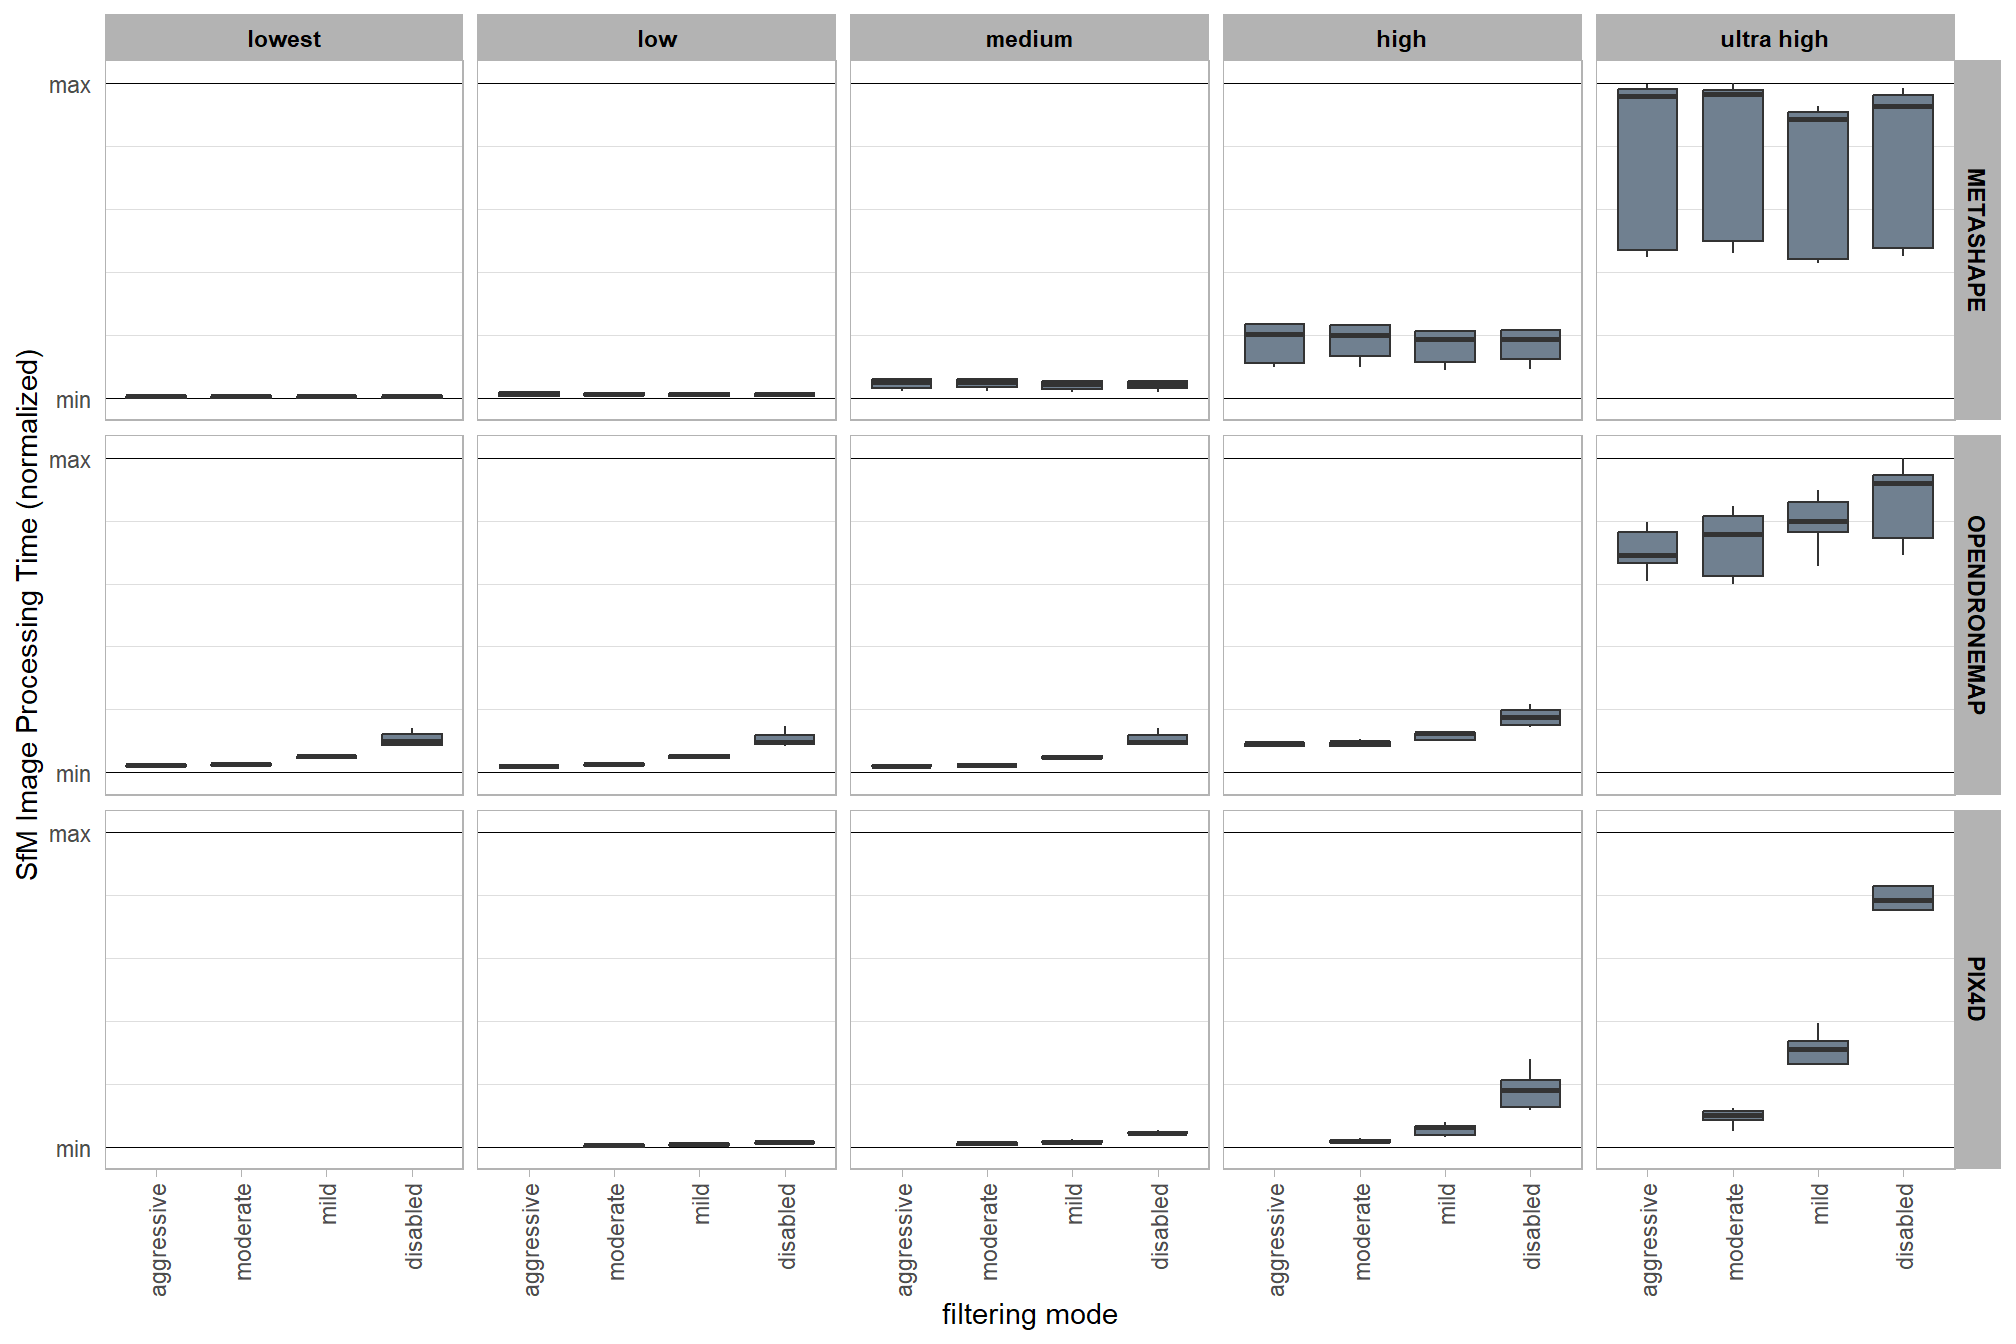 lowest
low
medium
high
ultra high
SfM Image Processing Time (normalized)
max
min
METASHAPE
max
min
OPENDRONEMAP
max
min
PIX4D
aggressive
moderate
mild
disabled
aggressive
moderate
mild
disabled
aggressive
moderate
mild
disabled
aggressive
moderate
mild
disabled
aggressive
moderate
mild
disabled
filtering mode